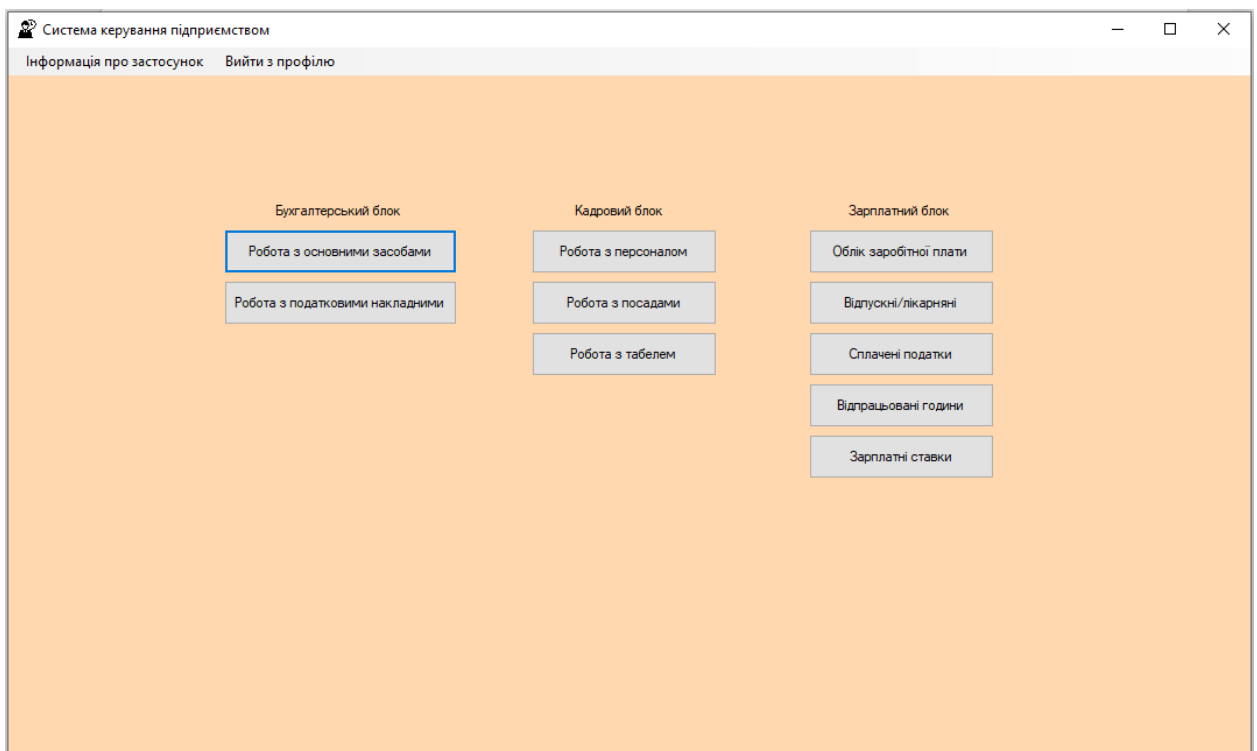 Система керування підприємством
Інформація про застосунок Вийти з профілю
Бухгалтерський блок
Робота з основними засобами
Робота з податковими накладними
Кадровий блок
Робота з персоналом
Робота з посадами
Робота з табелем
Зарплатний блок
Облік заробітної плати
Відпускні/лікарняні
Сплачені податки
Відпрацьовані години
Зарплатні ставки